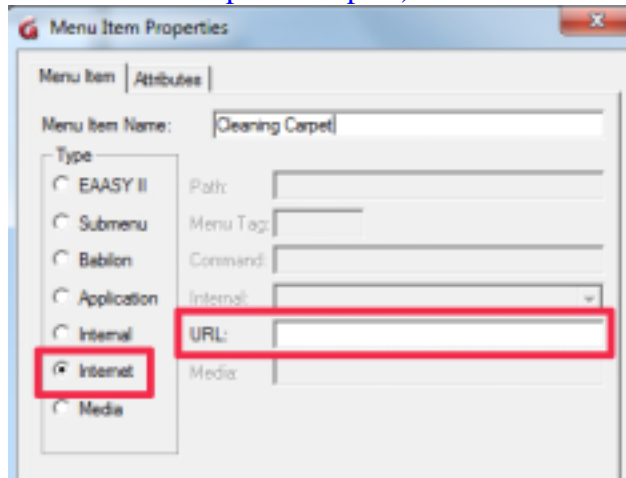 Menu Item Properties
Menu Item
Attributes
Menu Item Name: Cleaning Carpet
Type
EAASY II
Path:
Submenu
Menu Tag:
Babilon
Command:
Application
Internal:
Internal
URL:
Internet
Media:
Media